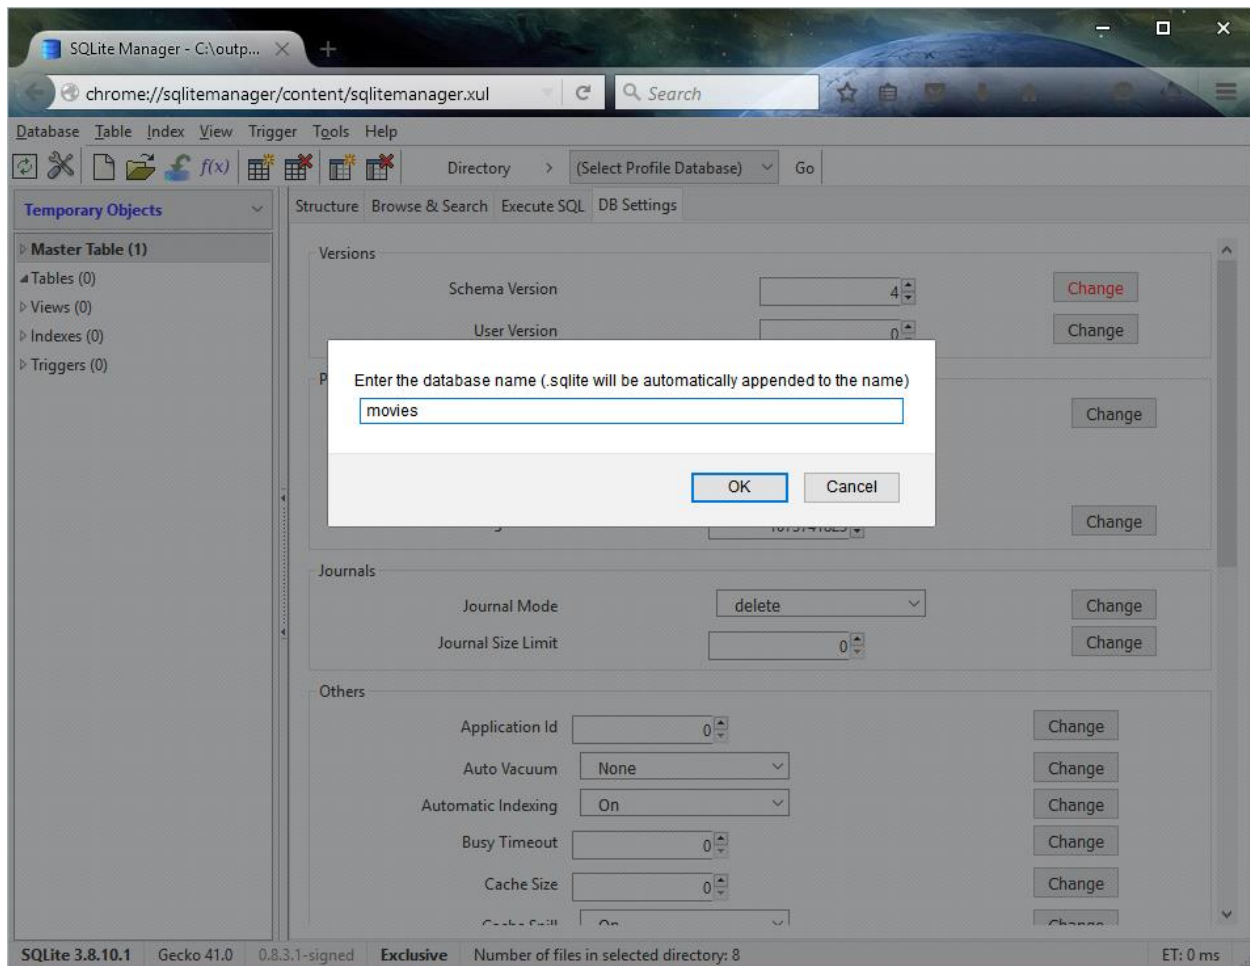 SQLite Manager - C:\outp...
chrome://sqlitemanager/content/sqlitemanager.xul
Search
Database Table Index View Trigger Tools Help
f(x) Directory > (Select Profile Database) Go
Temporary Objects
Structure Browse & Search Execute SQL DB Settings
Master Table (1)
Tables (0)
Views (0)
Indexes (0)
Triggers (0)
Versions
Schema Version 4 Change
User Version 0 Change
Enter the database name (.sqlite will be automatically appended to the name)
movies
OK Cancel
Change
Change
Journals
Journal Mode delete Change
Journal Size Limit 0 Change
Others
Application Id 0 Change
Auto Vacuum None Change
Automatic Indexing On Change
Busy Timeout 0 Change
Cache Size 0 Change
Cache Spill On Change
SQLite 3.8.10.1 Gecko 41.0 0.8.3.1-signed Exclusive Number of files in selected directory: 8 ET: 0 ms